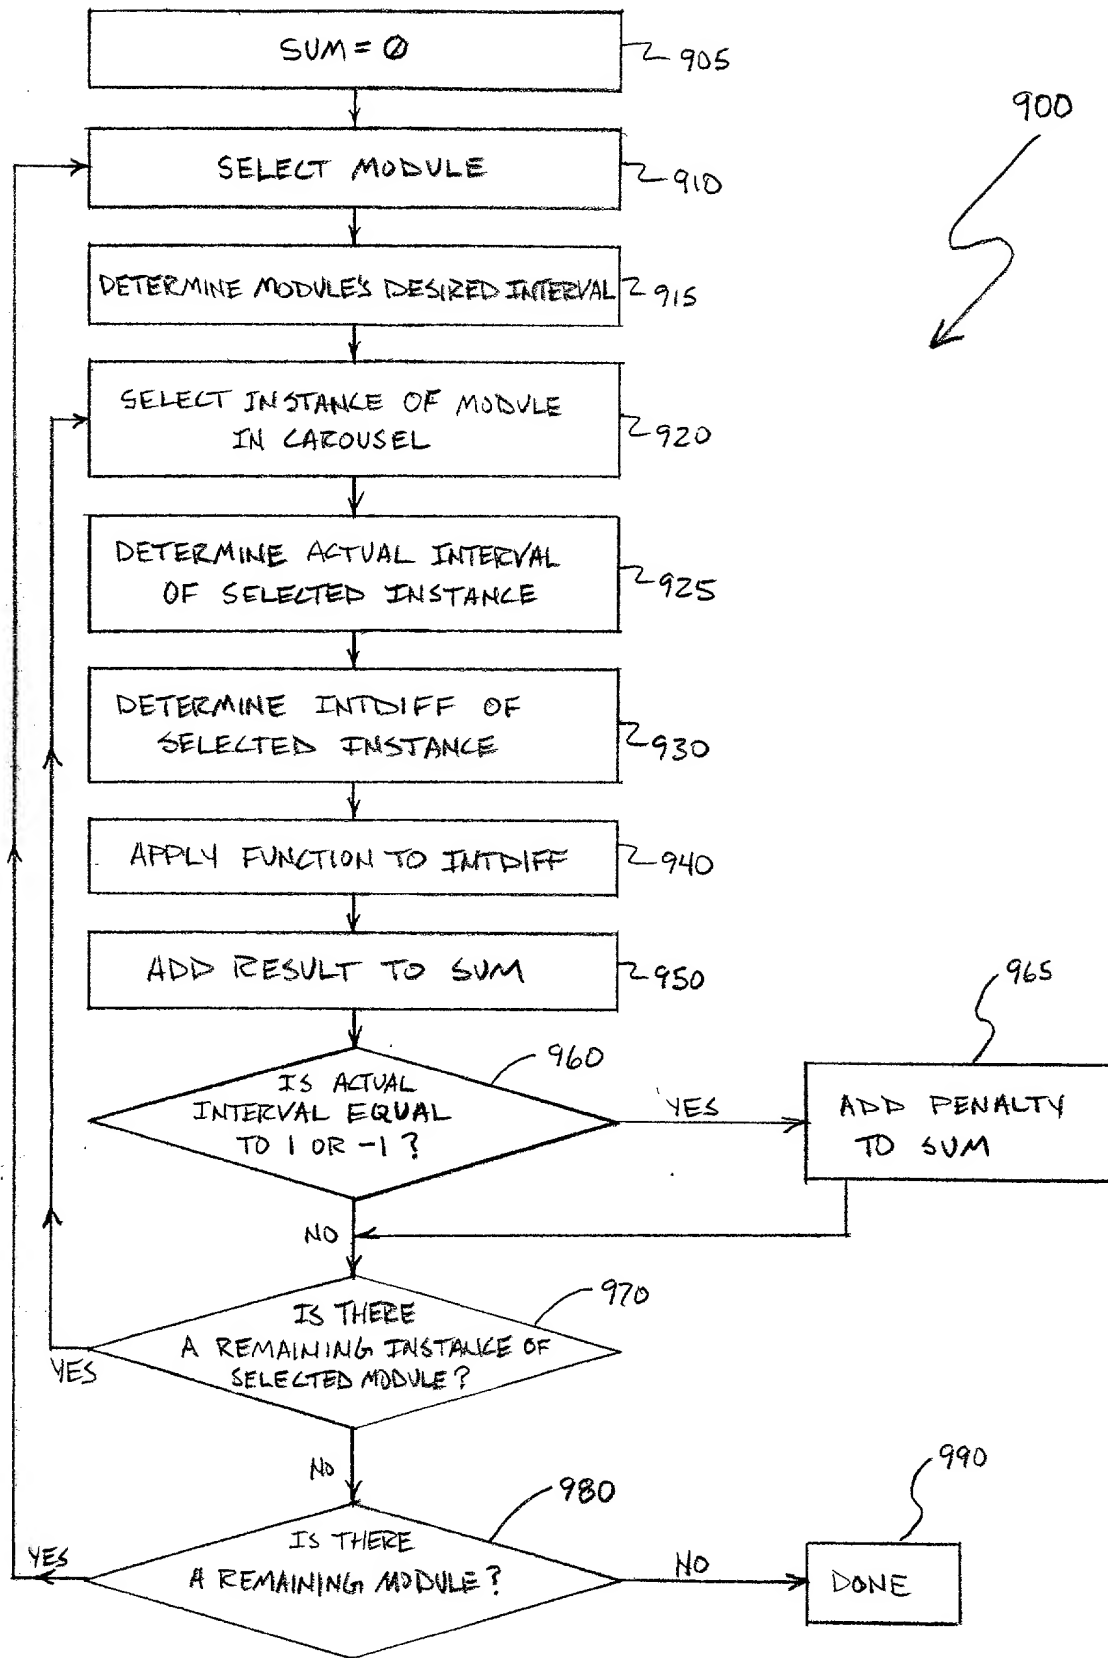 SUM = 0
905
900
SELECT MODULE
910
DETERMINE MODULE'S DESIRED INTERVAL
915
SELECT INSTANCE OF MODULE
IN CAROUSEL
920
DETERMINE ACTUAL INTERVAL
OF SELECTED INSTANCE
925
DETERMINE INTDIFF OF
SELECTED INSTANCE
930
APPLY FUNCTION TO INTDIFF
940
ADD RESULT TO SUM
950
965
960
IS ACTUAL
INTERVAL EQUAL
TO 1 OR -1?
YES
ADD PENALTY
TO SUM
NO
970
IS THERE
A REMAINING INSTANCE OF
SELECTED MODULE?
YES
NO
980
990
IS THERE
A REMAINING MODULE?
YES
NO
DONE